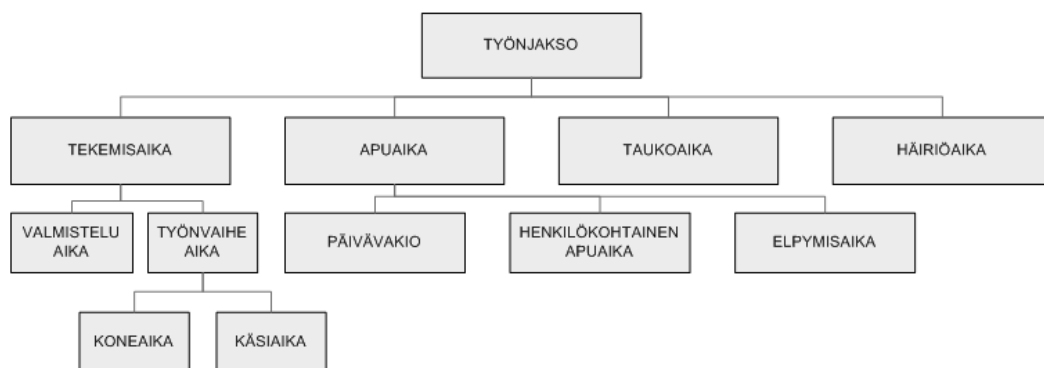 TYÖNJAKSO
TEKEMISAIKA
APUAIKA
TAUKOAIKA
HÄIRIÖAIKA
VALMISTELU
AIKA
TYÖNVAIHE
AIKA
PÄIVÄVAKIO
HENKILÖKOHTAINEN
APUAIKA
ELPYMISAIKA
KONEAIKA
KÄSIAIKA